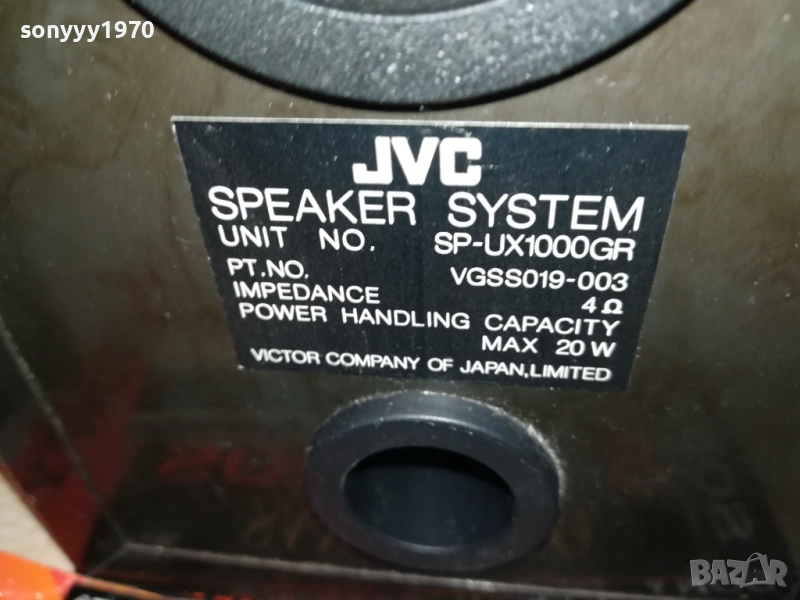 sonyyy1970
JVC
SPEAKER SYSTEM
UNIT NO. SP-UX1000GR
PT.NO. VGSS019-003
IMPEDANCE 4Ω
POWER HANDLING CAPACITY
MAX 20 W
VICTOR COMPANY OF JAPAN,LIMITED
BAZAR